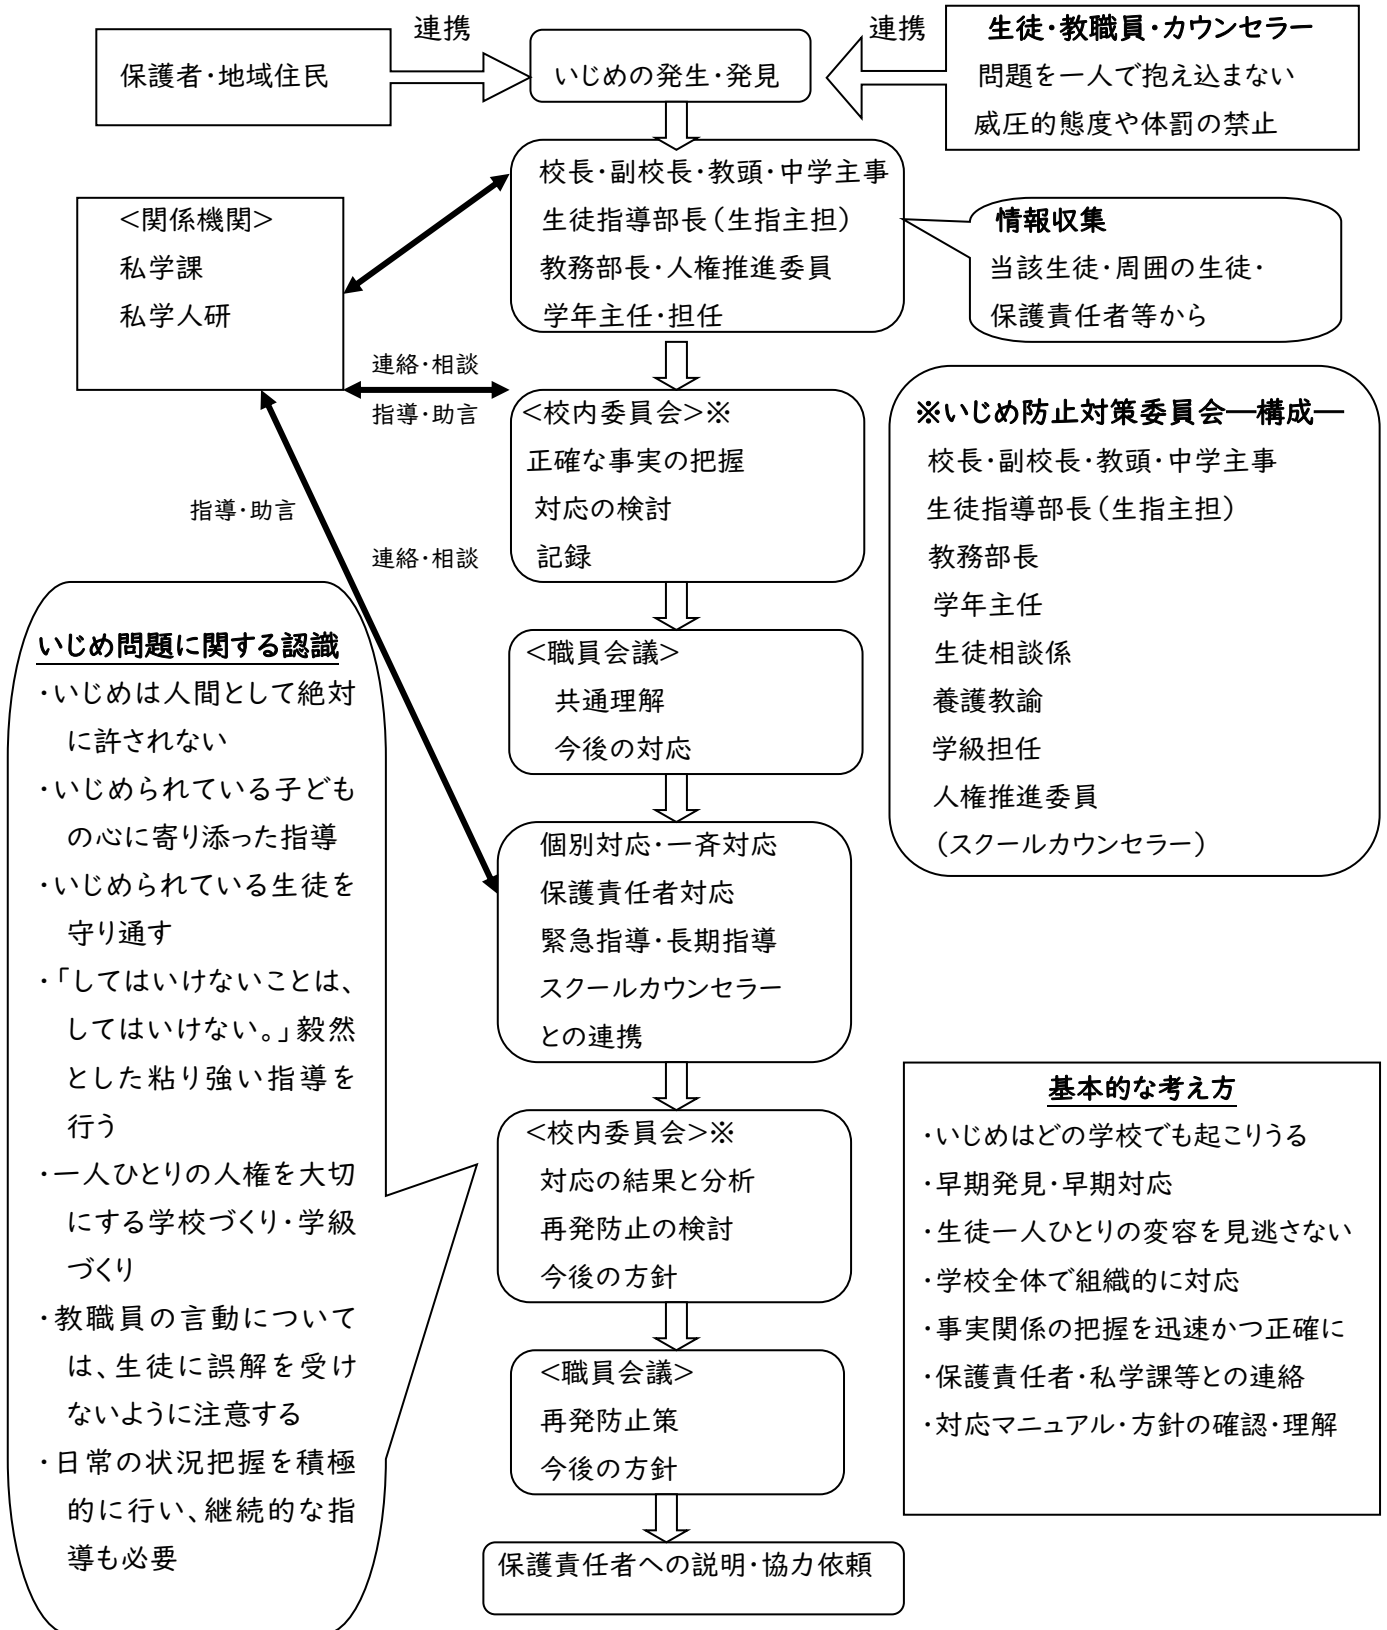 連携
保護者・地域住民
いじめの発生・発見
連携
生徒・教職員・カウンセラー
問題を一人で抱え込まない
威圧的態度や体罰の禁止
校長・副校長・教頭・中学主事
生徒指導部長（生指主担）
教務部長・人権推進委員
学年主任・担任
<関係機関>
私学課
私学人研
情報収集
当該生徒・周囲の生徒・
保護責任者等から
連絡・相談
指導・助言
<校内委員会>※
正確な事実の把握
対応の検討
記録
※いじめ防止対策委員会―構成―
校長・副校長・教頭・中学主事
生徒指導部長（生指主担）
教務部長
学年主任
生徒相談係
養護教諭
学級担任
人権推進委員
（スクールカウンセラー）
指導・助言
連絡・相談
<職員会議>
共通理解
今後の対応
いじめ問題に関する認識
・いじめは人間として絶対
に許されない
・いじめられている子ども
の心に寄り添った指導
・いじめられている生徒を
守り通す
・「してはいけないことは、
してはいけない。」毅然
とした粘り強い指導を
行う
・一人ひとりの人権を大切
にする学校づくり・学級
づくり
・教職員の言動について
は、生徒に誤解を受け
ないように注意する
・日常の状況把握を積極
的に行い、継続的な指
導も必要
個別対応・一斉対応
保護責任者対応
緊急指導・長期指導
スクールカウンセラー
との連携
<校内委員会>※
対応の結果と分析
再発防止の検討
今後の方針
<職員会議>
再発防止策
今後の方針
保護責任者への説明・協力依頼
基本的な考え方
・いじめはどの学校でも起こりうる
・早期発見・早期対応
・生徒一人ひとりの変容を見逃さない
・学校全体で組織的に対応
・事実関係の把握を迅速かつ正確に
・保護責任者・私学課等との連絡
・対応マニュアル・方針の確認・理解